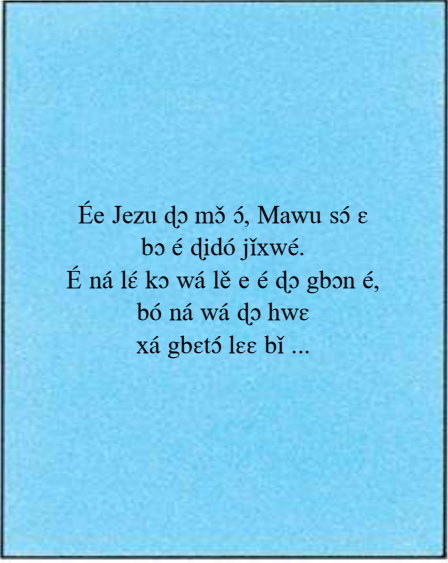 Ée Jezu ɖɔ mɔ̌ ɔ́, Mawu sɔ́ ɛ
bɔ é ɖidó jǐxwé.
É ná lɛ́ kɔ wá lě e é ɖɔ gbɔn é,
bó ná wá ɖɔ hwɛ
xá gbɛtɔ́ lɛɛ bǐ ...